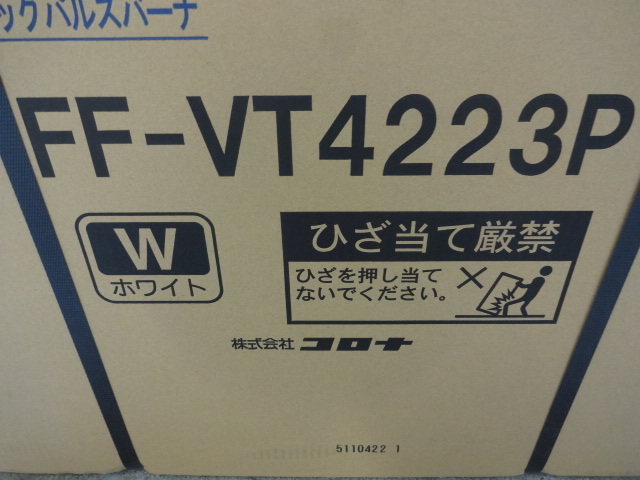 ックパルスバーナ
FF-VT4223P
W
ホワイト
ひざ当て厳禁
ひざを押し当て
ないでください。
株式会社 コロナ
5110422 1